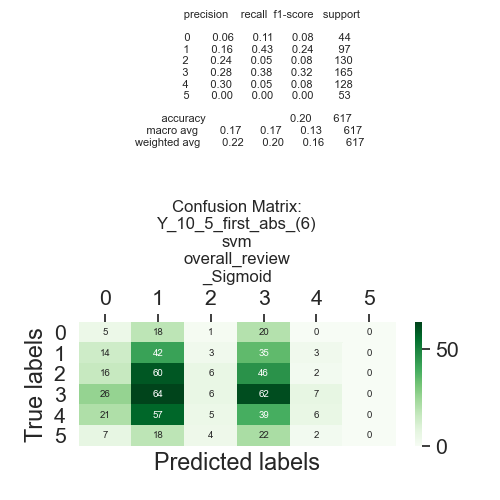 precision recall f1-score support
0 0.06 0.11 0.08 44
1 0.16 0.43 0.24 97
2 0.24 0.05 0.08 130
3 0.28 0.38 0.32 165
4 0.30 0.05 0.08 128
5 0.00 0.00 0.00 53
accuracy 0.20 617
macro avg 0.17 0.17 0.13 617
weighted avg 0.22 0.20 0.16 617
Confusion Matrix:
Y_10_5_first_abs_(6)
svm
overall_review
_Sigmoid
0 1 2 3 4 5
True labels
0 5 18 1 20 0 0
1 14 42 3 35 3 0
2 16 60 6 46 2 0
3 26 64 6 62 7 0
4 21 57 5 39 6 0
5 7 18 4 22 2 0
Predicted labels
50
0